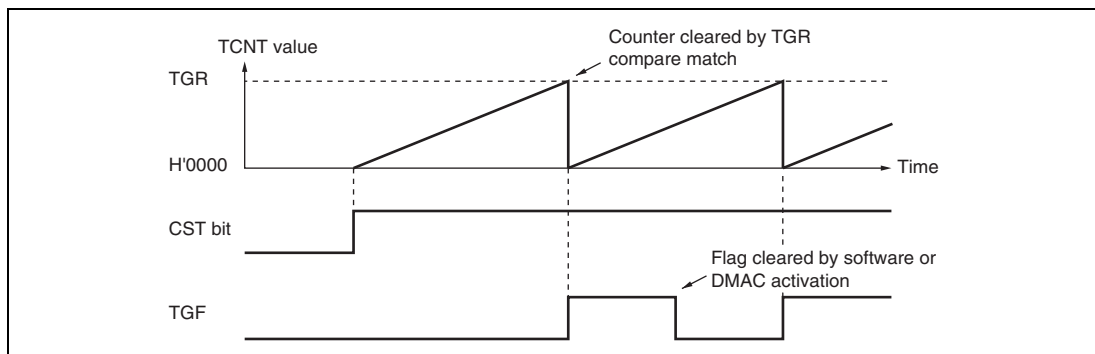 Counter cleared by TGR
compare match
TCNT value
TGR
H'0000
Time
CST bit
Flag cleared by software or
DMAC activation
TGF